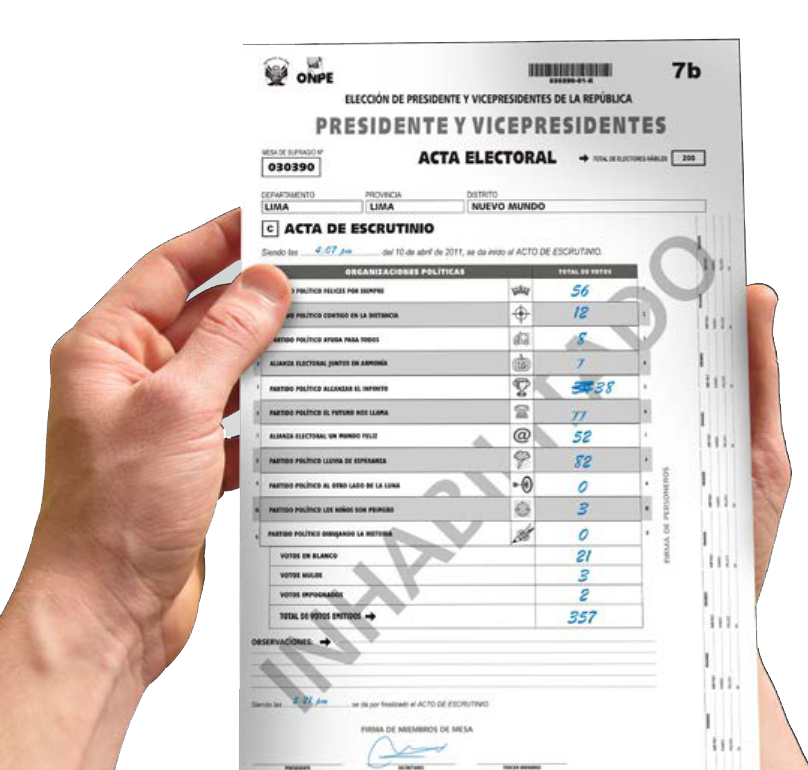 ONPE
030390-01-E
7b
ELECCIÓN DE PRESIDENTE Y VICEPRESIDENTES DE LA REPÚBLICA
PRESIDENTE Y VICEPRESIDENTES
MESA DE SUFRAGIO Nº
030390
ACTA ELECTORAL
TOTAL DE ELECTORES HÁBILES 200
DEPARTAMENTO PROVINCIA DISTRITO
LIMA LIMA NUEVO MUNDO
C ACTA DE ESCRUTINIO
Siendo las 4:07 pm del 10 de abril de 2011, se da inicio al ACTO DE ESCRUTINIO.
ORGANIZACIONES POLÍTICAS TOTAL DE VOTOS
POLÍTICO FELICES POR SIEMPRE 56
POLÍTICO CONTIGO EN LA DISTANCIA 12
PARTIDO POLÍTICO AYUDA PARA TODOS 8
ALIANZA ELECTORAL JUNTOS EN ARMONÍA 7
PARTIDO POLÍTICO ALCANZAR EL INFINITO 38
PARTIDO POLÍTICO EL FUTURO NOS LLAMA 77
ALIANZA ELECTORAL UN MUNDO FELIZ @ 52
PARTIDO POLÍTICO LLUVIA DE ESPERANZA 82
PARTIDO POLÍTICO AL OTRO LADO DE LA LUNA 0
PARTIDO POLÍTICO LOS NIÑOS SON PRIMERO 3
PARTIDO POLÍTICO DIBUJANDO LA HISTORIA 0
VOTOS EN BLANCO 21
VOTOS NULOS 3
VOTOS IMPUGNADOS 2
TOTAL DE VOTOS EMITIDOS 357
OBSERVACIONES:
Siendo las 5:21 pm se da por finalizado el ACTO DE ESCRUTINIO.
FIRMA DE MIEMBROS DE MESA
PRESIDENTE SECRETARIO TERCER MIEMBRO
FIRMA DE PERSONEROS
INHABILITADO